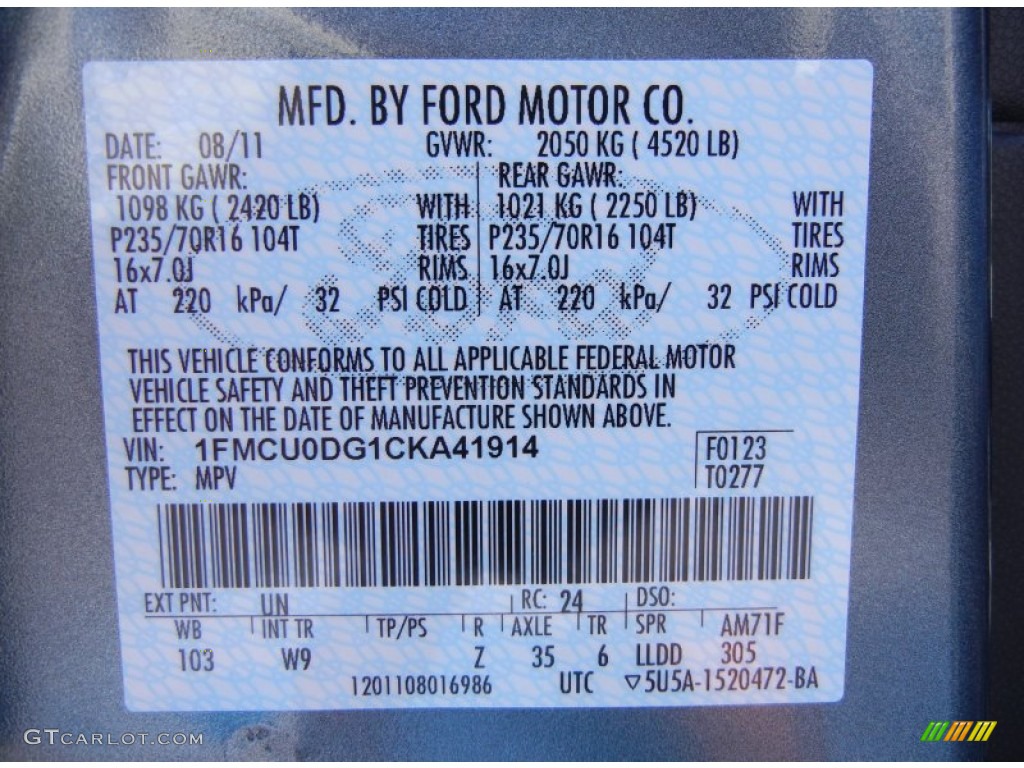 MFD. BY FORD MOTOR CO.
DATE: 08/11 GVWR: 2050 KG ( 4520 LB)
FRONT GAWR: REAR GAWR:
1098 KG ( 2420 LB) WITH 1021 KG ( 2250 LB) WITH
P235/70R16 104T TIRES P235/70R16 104T TIRES
16x7.0J RIMS 16x7.0J RIMS
AT 220 kPa/ 32 PSI COLD AT 220 kPa/ 32 PSI COLD
THIS VEHICLE CONFORMS TO ALL APPLICABLE FEDERAL MOTOR
VEHICLE SAFETY AND THEFT PREVENTION STANDARDS IN
EFFECT ON THE DATE OF MANUFACTURE SHOWN ABOVE.
VIN: 1FMCU0DG1CKA41914 F0123
TYPE: MPV T0277
EXT PNT: UN RC: 24 DSO:
WB INT TR TP/PS R AXLE TR SPR AM71F
103 W9 Z 35 6 LLDD 305
1201108016986 UTC ▽5U5A-1520472-BA
GTCARLOT.COM